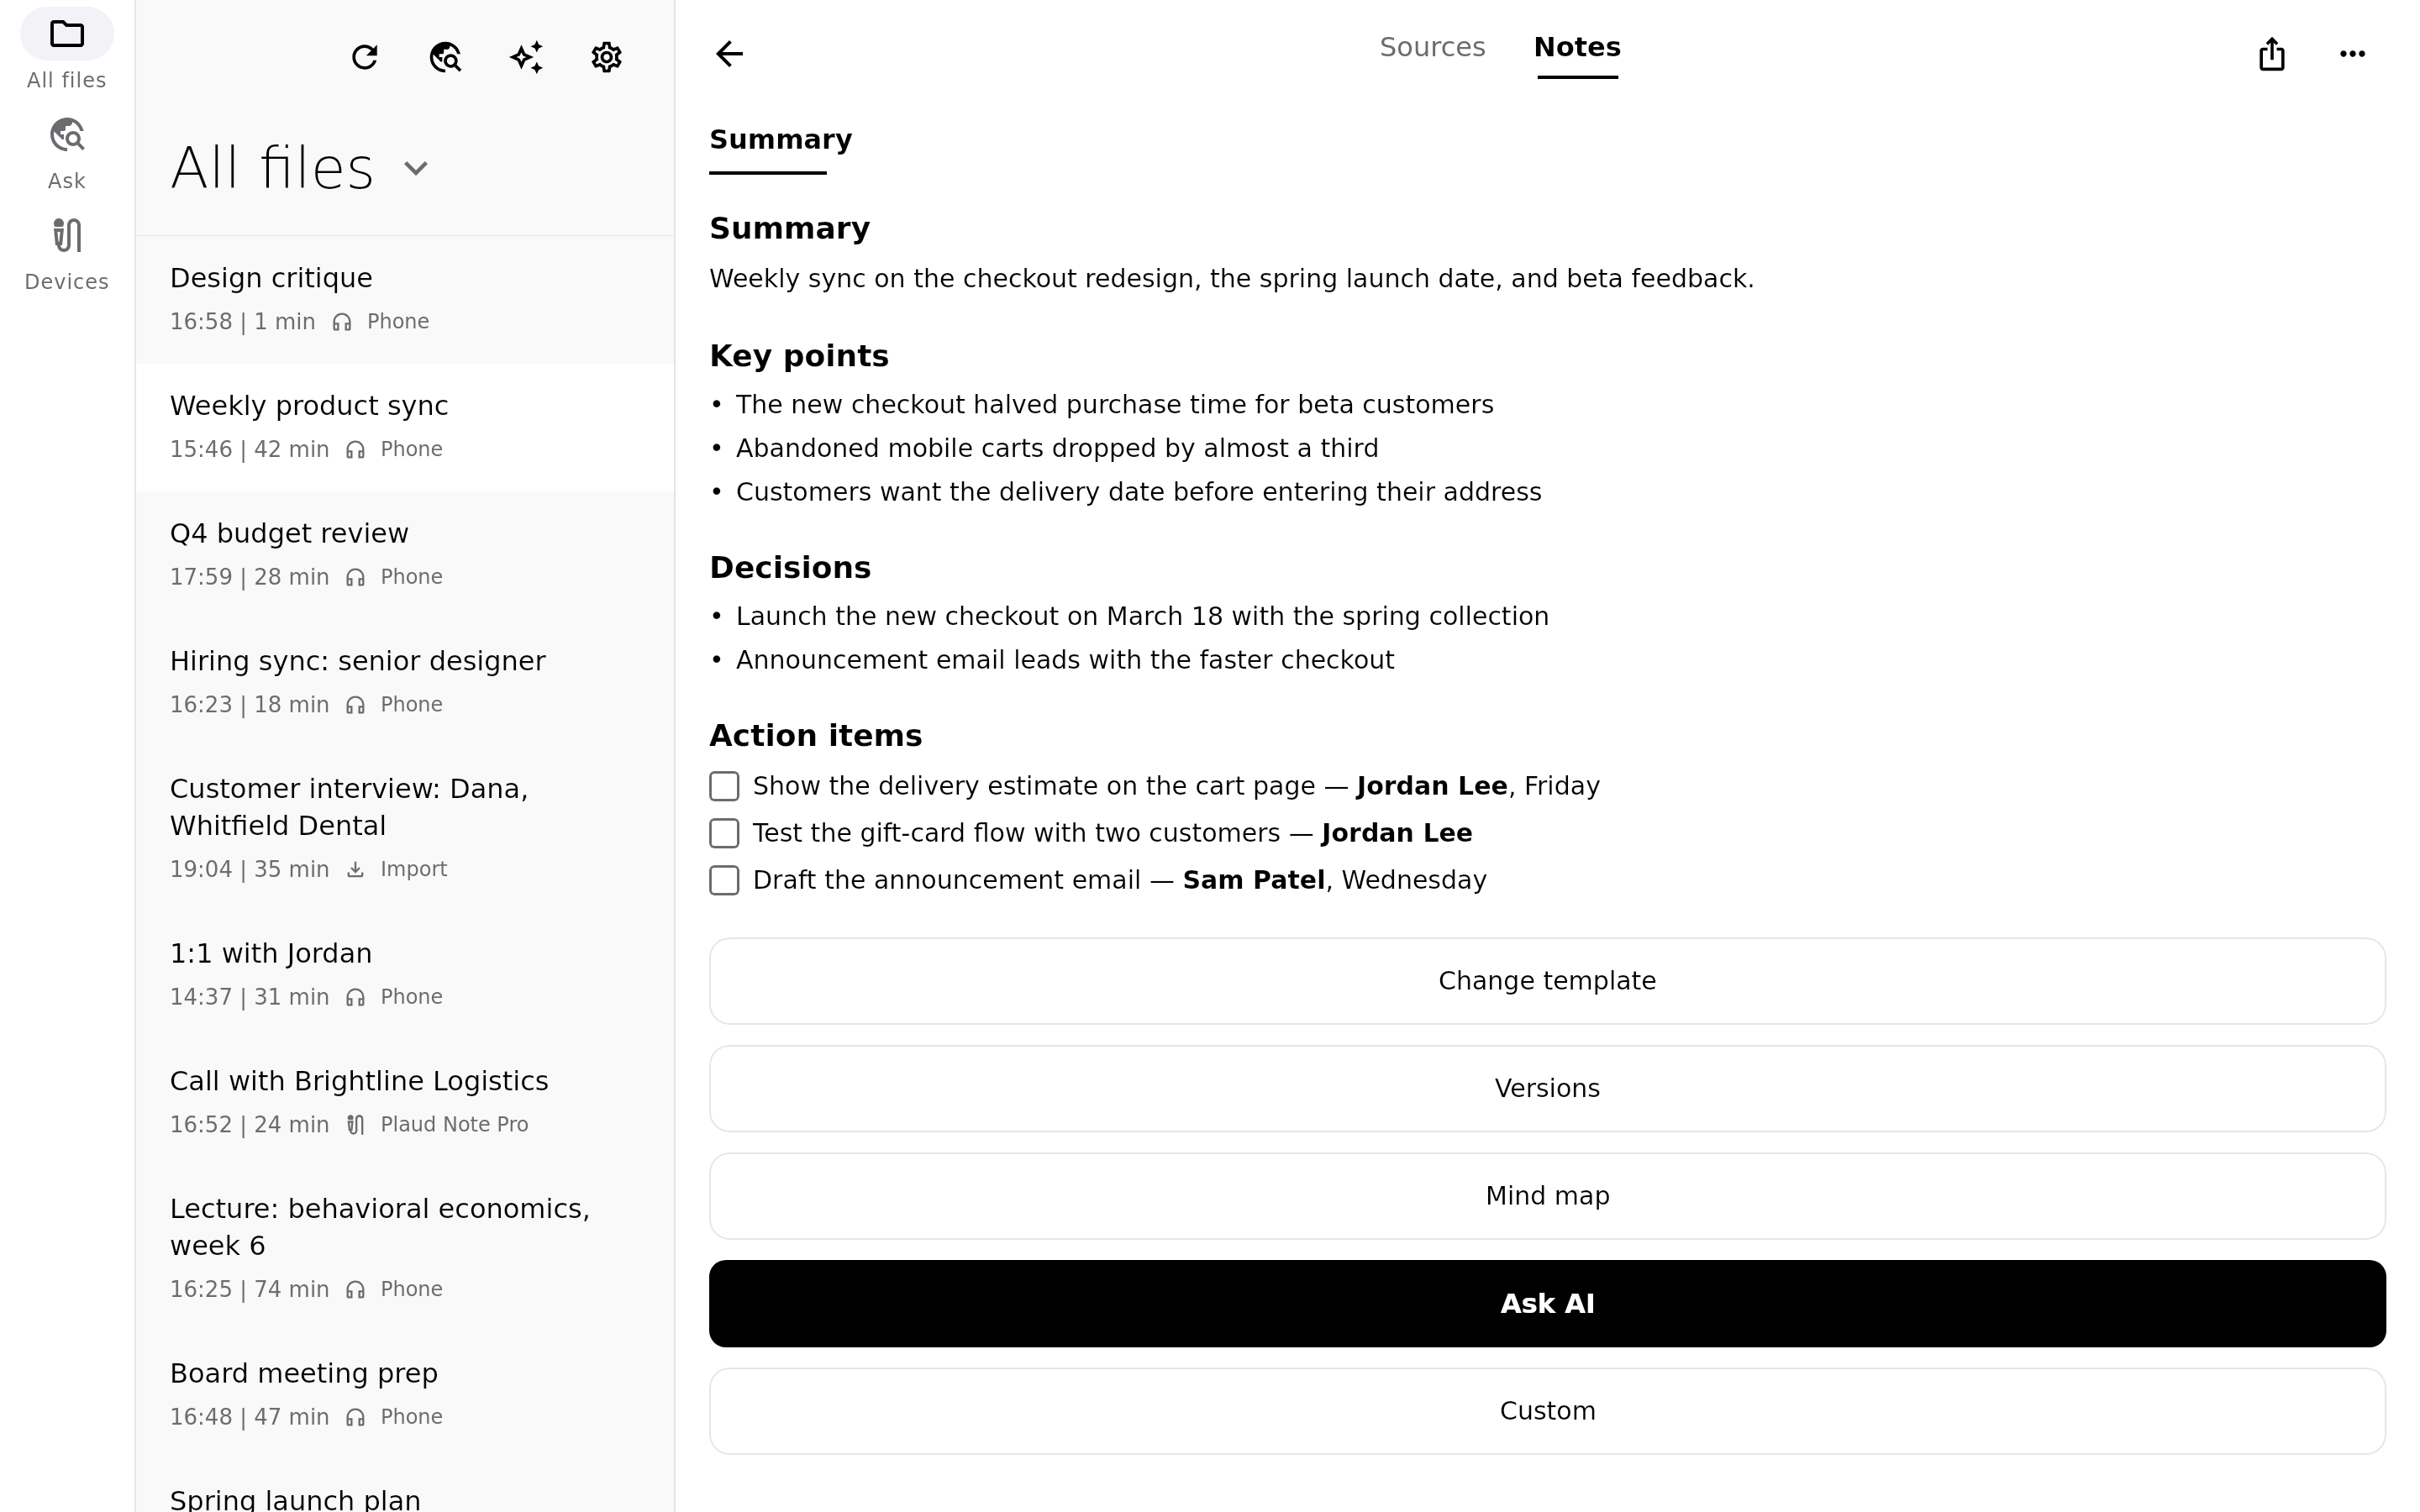 All files
Ask
Devices
All files
Design critique
16:58 | 1 min Phone
Weekly product sync
15:46 | 42 min Phone
Q4 budget review
17:59 | 28 min Phone
Hiring sync: senior designer
16:23 | 18 min Phone
Customer interview: Dana,
Whitfield Dental
19:04 | 35 min Import
1:1 with Jordan
14:37 | 31 min Phone
Call with Brightline Logistics
16:52 | 24 min Plaud Note Pro
Lecture: behavioral economics,
week 6
16:25 | 74 min Phone
Board meeting prep
16:48 | 47 min Phone
Spring launch plan
Sources Notes
Summary
Summary
Weekly sync on the checkout redesign, the spring launch date, and beta feedback.
Key points
• The new checkout halved purchase time for beta customers
• Abandoned mobile carts dropped by almost a third
• Customers want the delivery date before entering their address
Decisions
• Launch the new checkout on March 18 with the spring collection
• Announcement email leads with the faster checkout
Action items
Show the delivery estimate on the cart page — Jordan Lee, Friday
Test the gift-card flow with two customers — Jordan Lee
Draft the announcement email — Sam Patel, Wednesday
Change template
Versions
Mind map
Ask AI
Custom